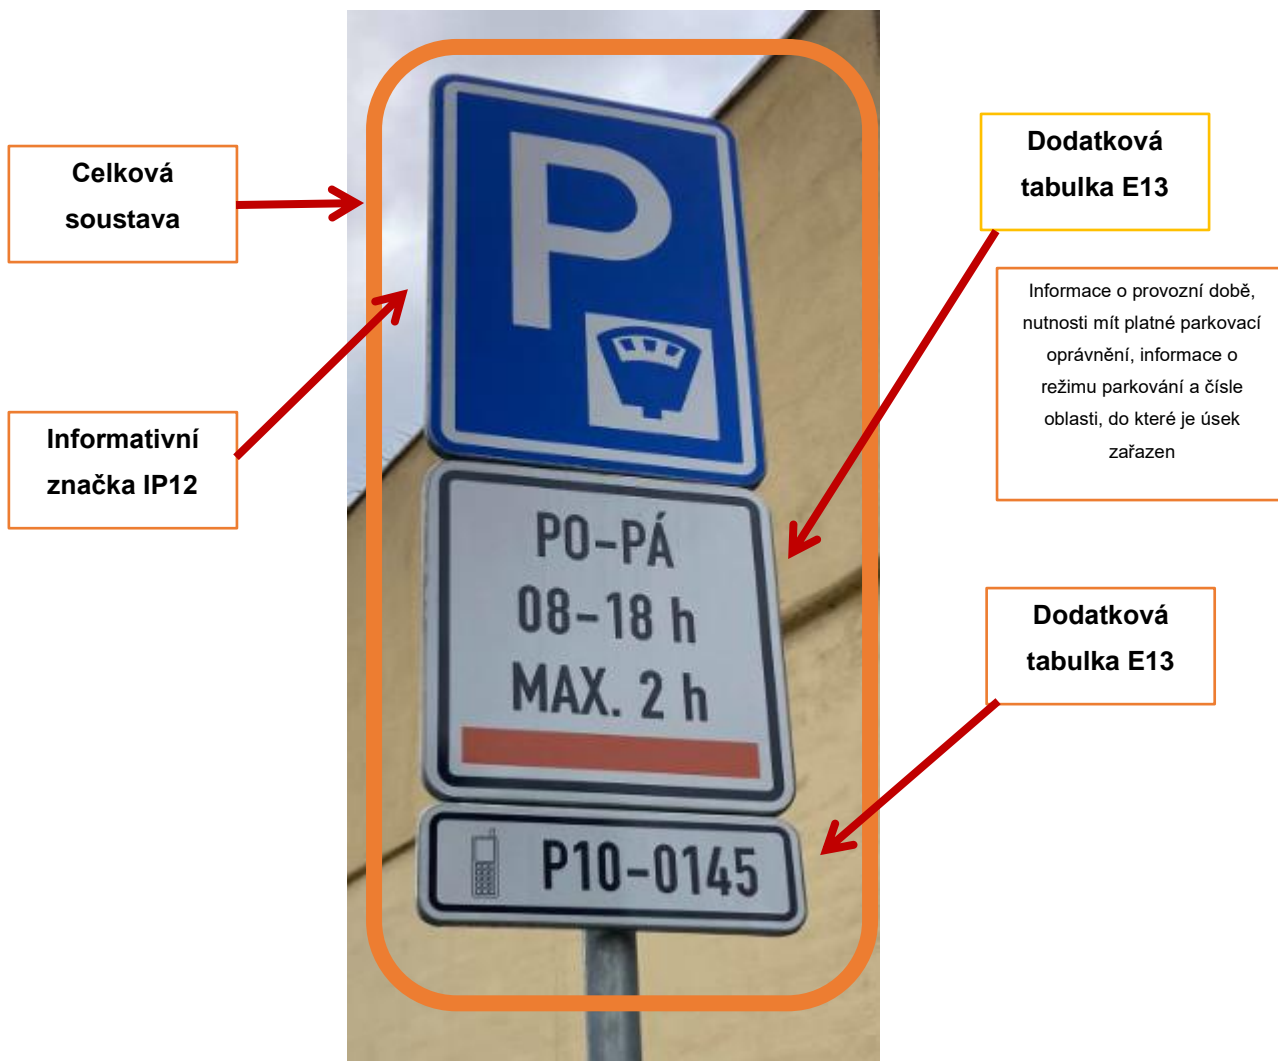 Celková
soustava
Informativní
značka IP12
P
PO-PÁ
08-18 h
MAX. 2 h
P10-0145
Dodatková
tabulka E13
Informace o provozní době,
nutnosti mít platné parkovací
oprávnění, informace o
režimu parkování a čísle
oblasti, do které je úsek
zařazen
Dodatková
tabulka E13